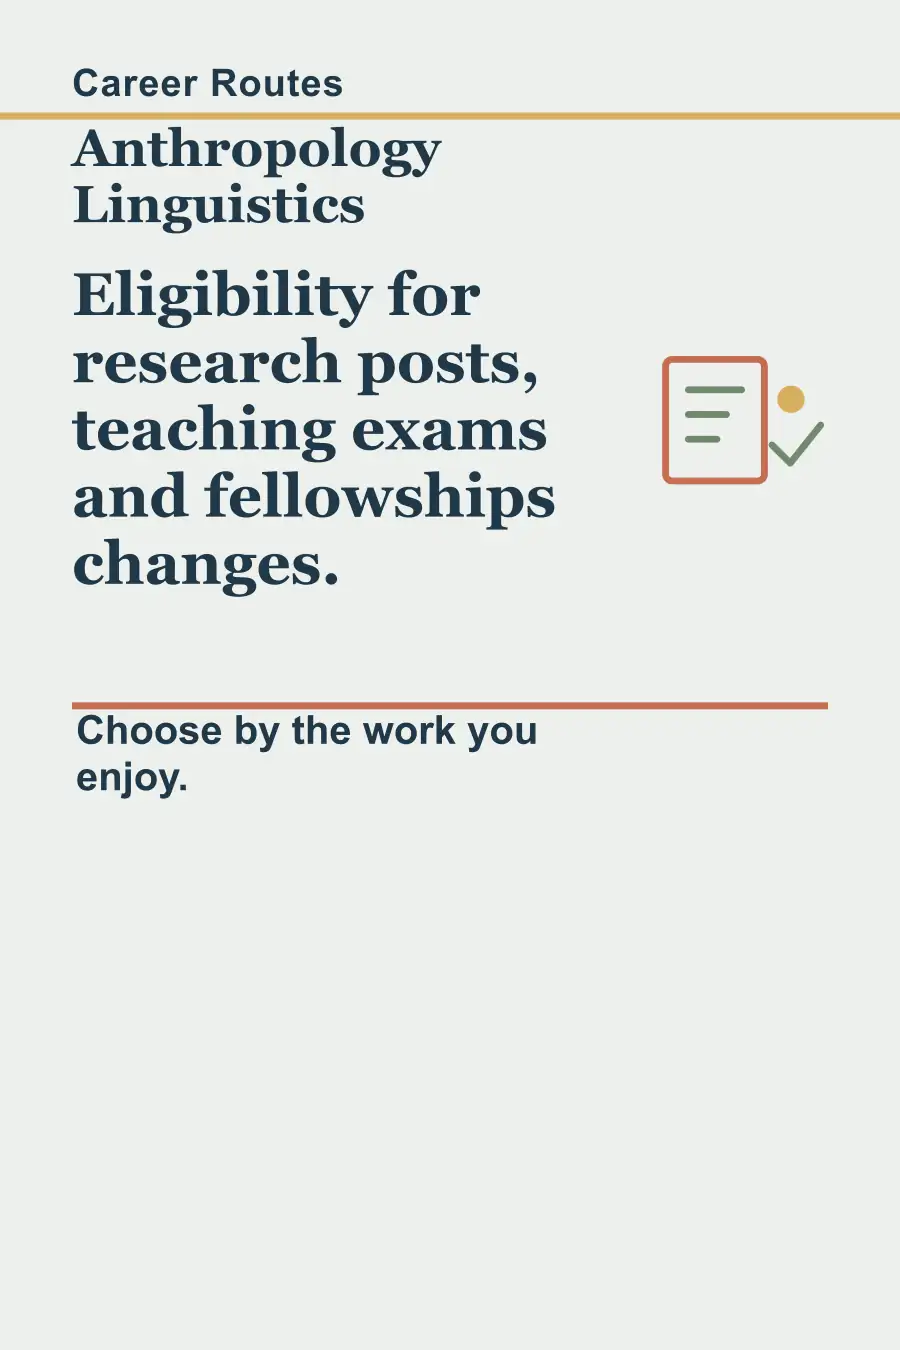 Career Routes
Anthropology
Linguistics
Eligibility for
research posts,
teaching exams
and fellowships
changes.
Choose by the work you
enjoy.